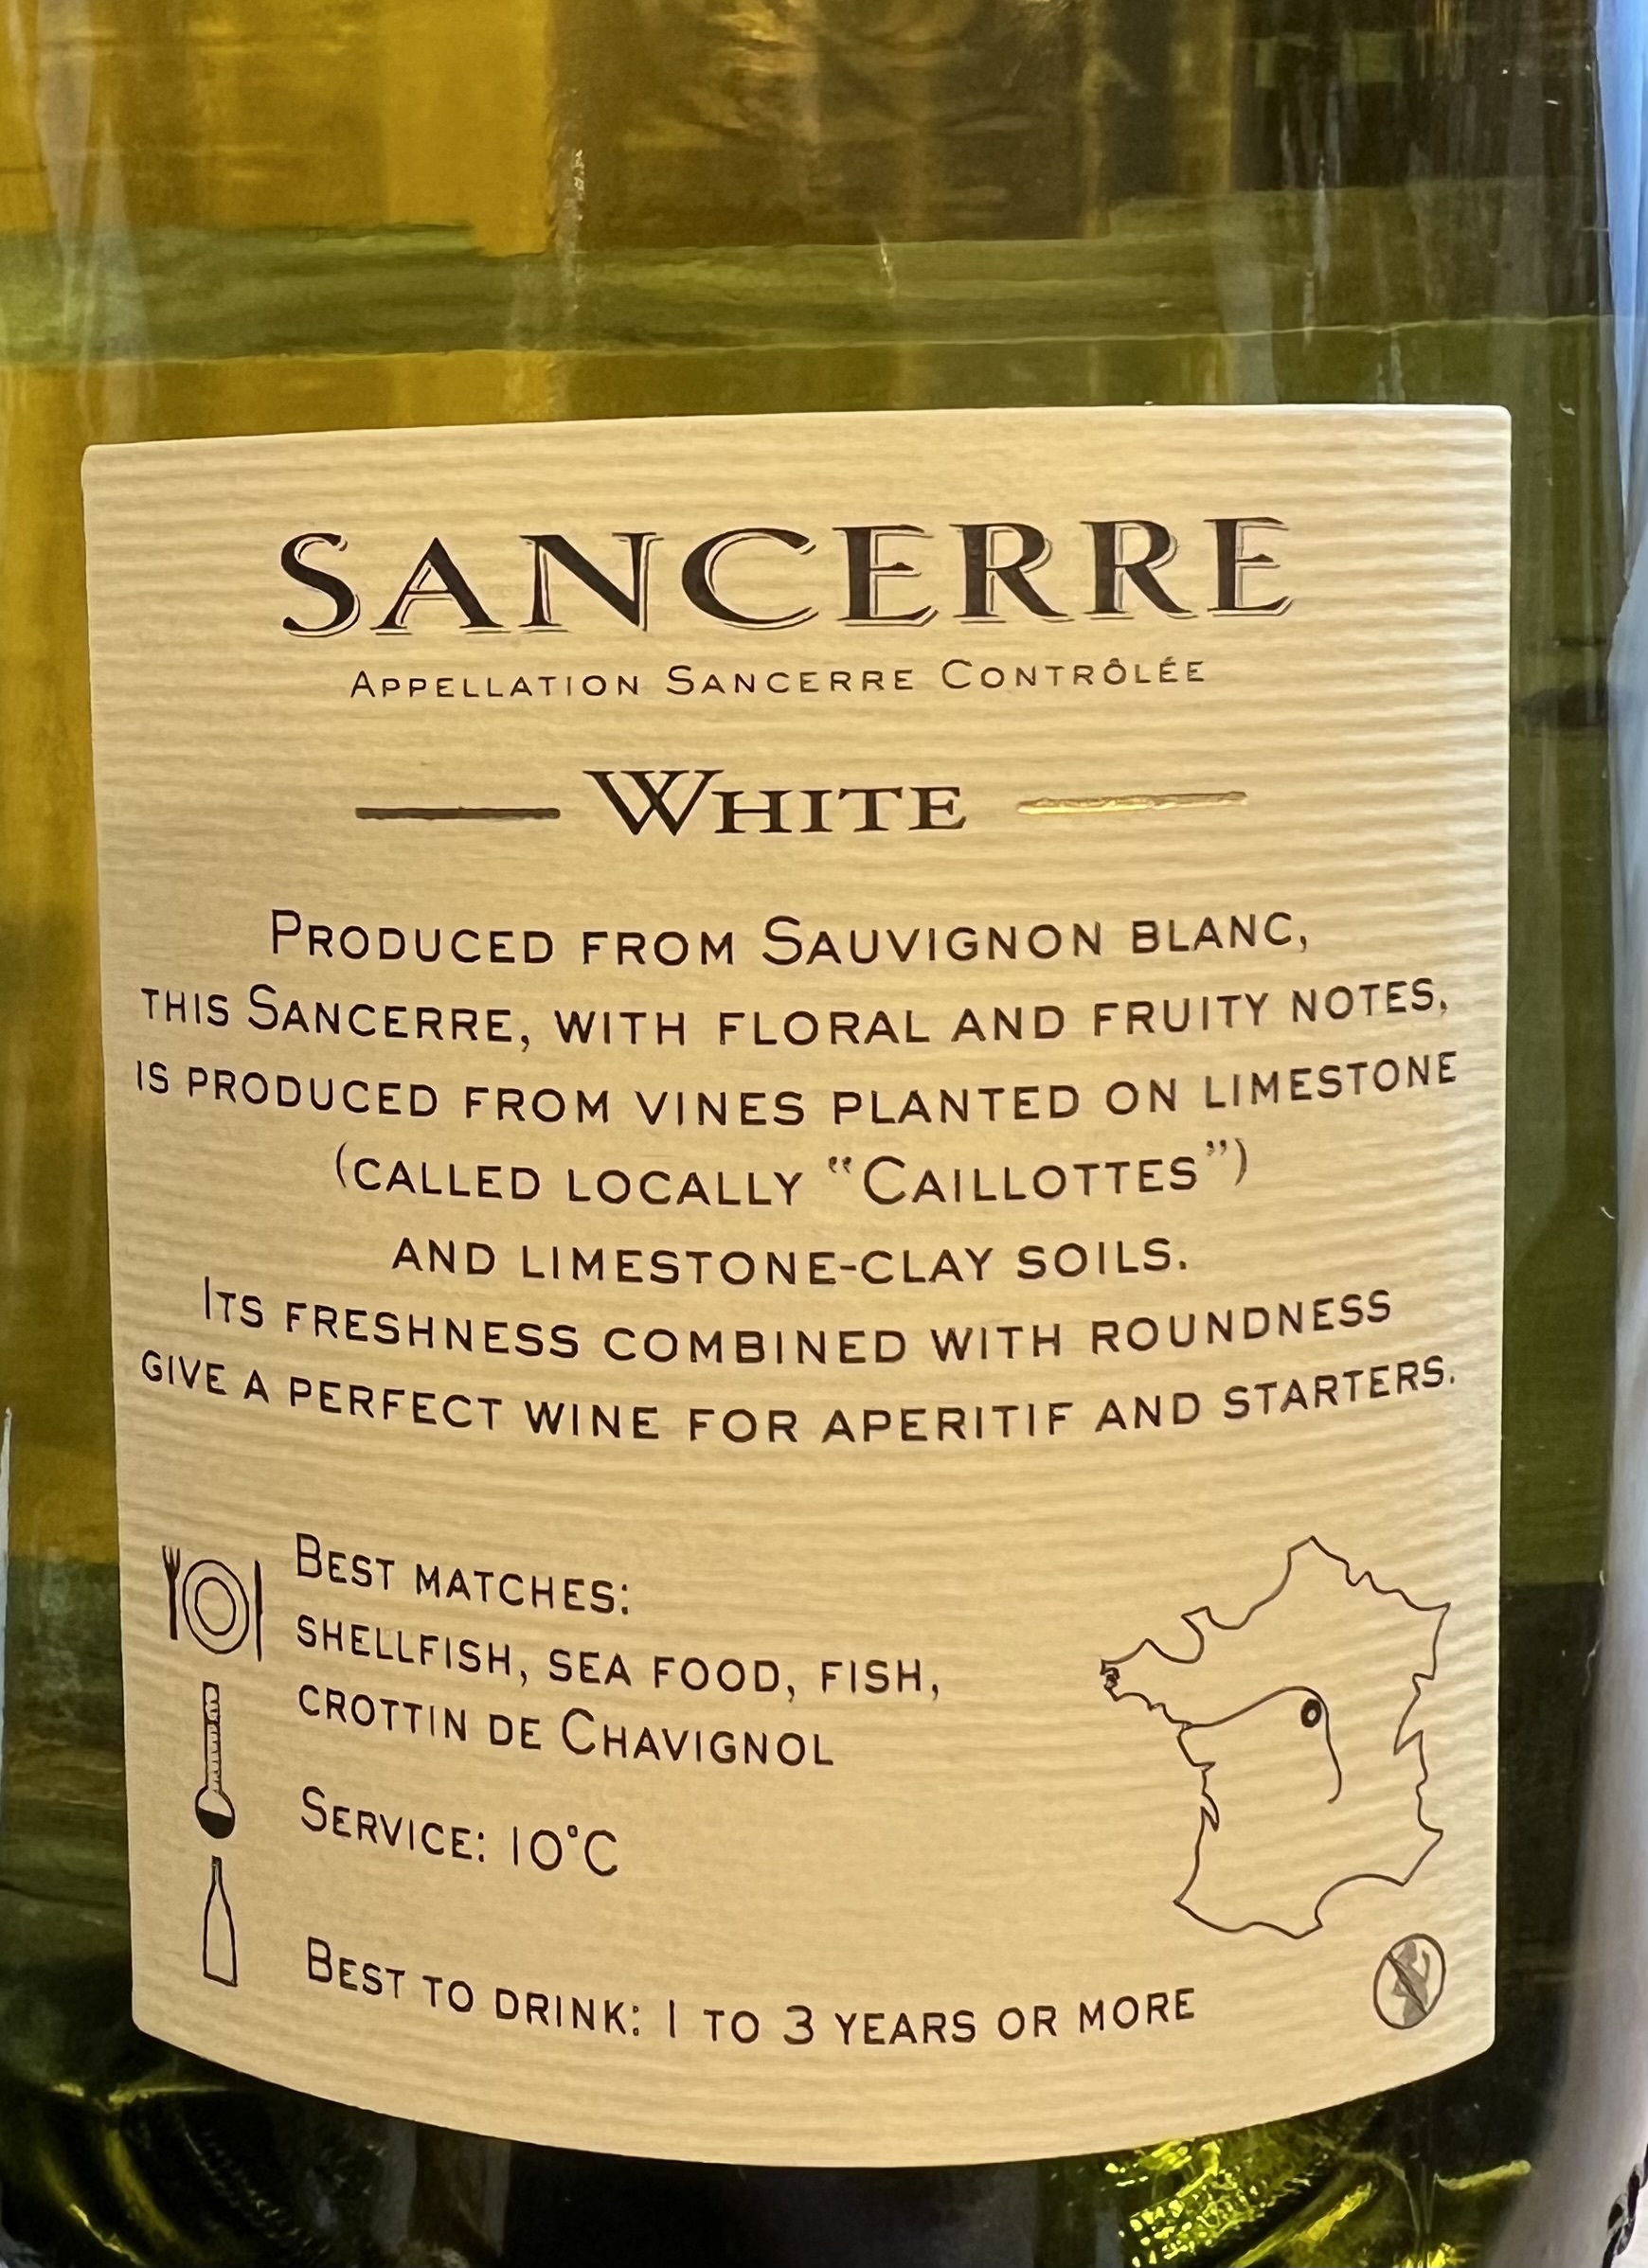 SANCERRE
APPELLATION SANCERRE CONTRÔLÉE
WHITE
PRODUCED FROM SAUVIGNON BLANC,
THIS SANCERRE, WITH FLORAL AND FRUITY NOTES,
IS PRODUCED FROM VINES PLANTED ON LIMESTONE
(CALLED LOCALLY “CAILLOTTES”)
AND LIMESTONE-CLAY SOILS.
ITS FRESHNESS COMBINED WITH ROUNDNESS
GIVE A PERFECT WINE FOR APERITIF AND STARTERS.
BEST MATCHES:
SHELLFISH, SEA FOOD, FISH,
CROTTIN DE CHAVIGNOL
SERVICE: 10°C
BEST TO DRINK: 1 TO 3 YEARS OR MORE